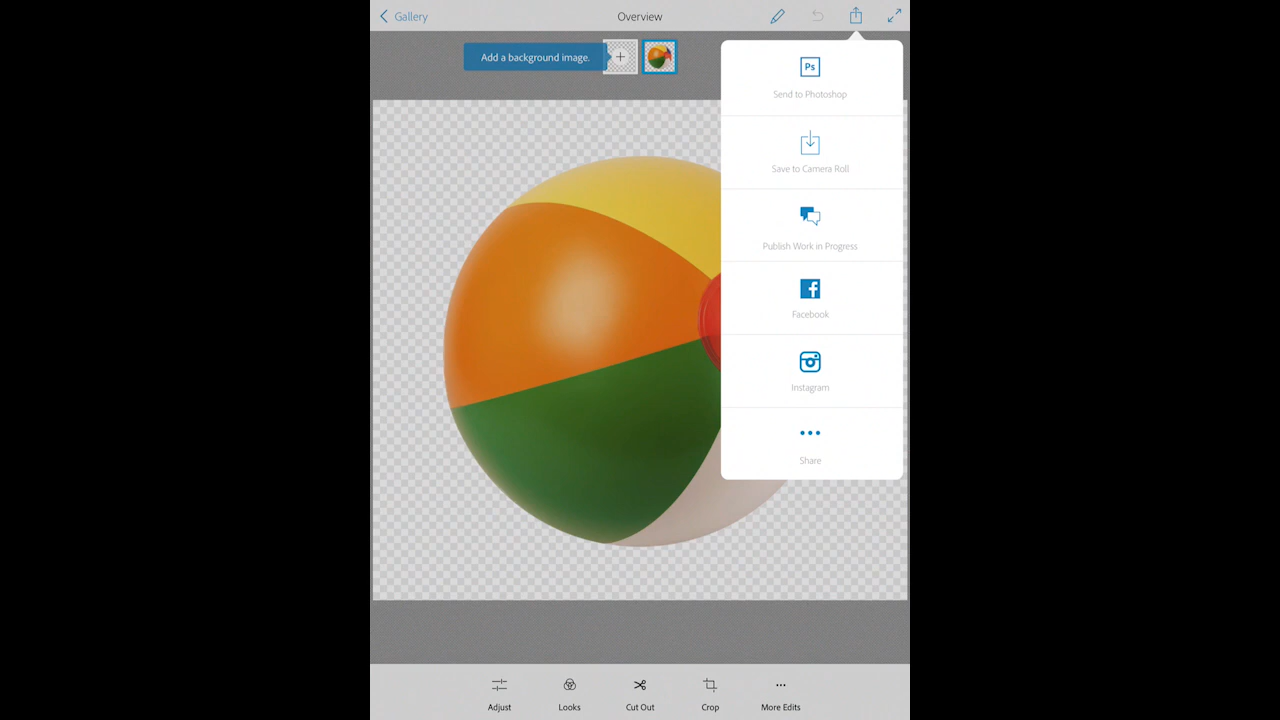 Gallery
Overview
Add a background image.
Ps
Send to Photoshop
Save to Camera Roll
Publish Work in Progress
Facebook
Instagram
Share
Adjust
Looks
Cut Out
Crop
More Edits